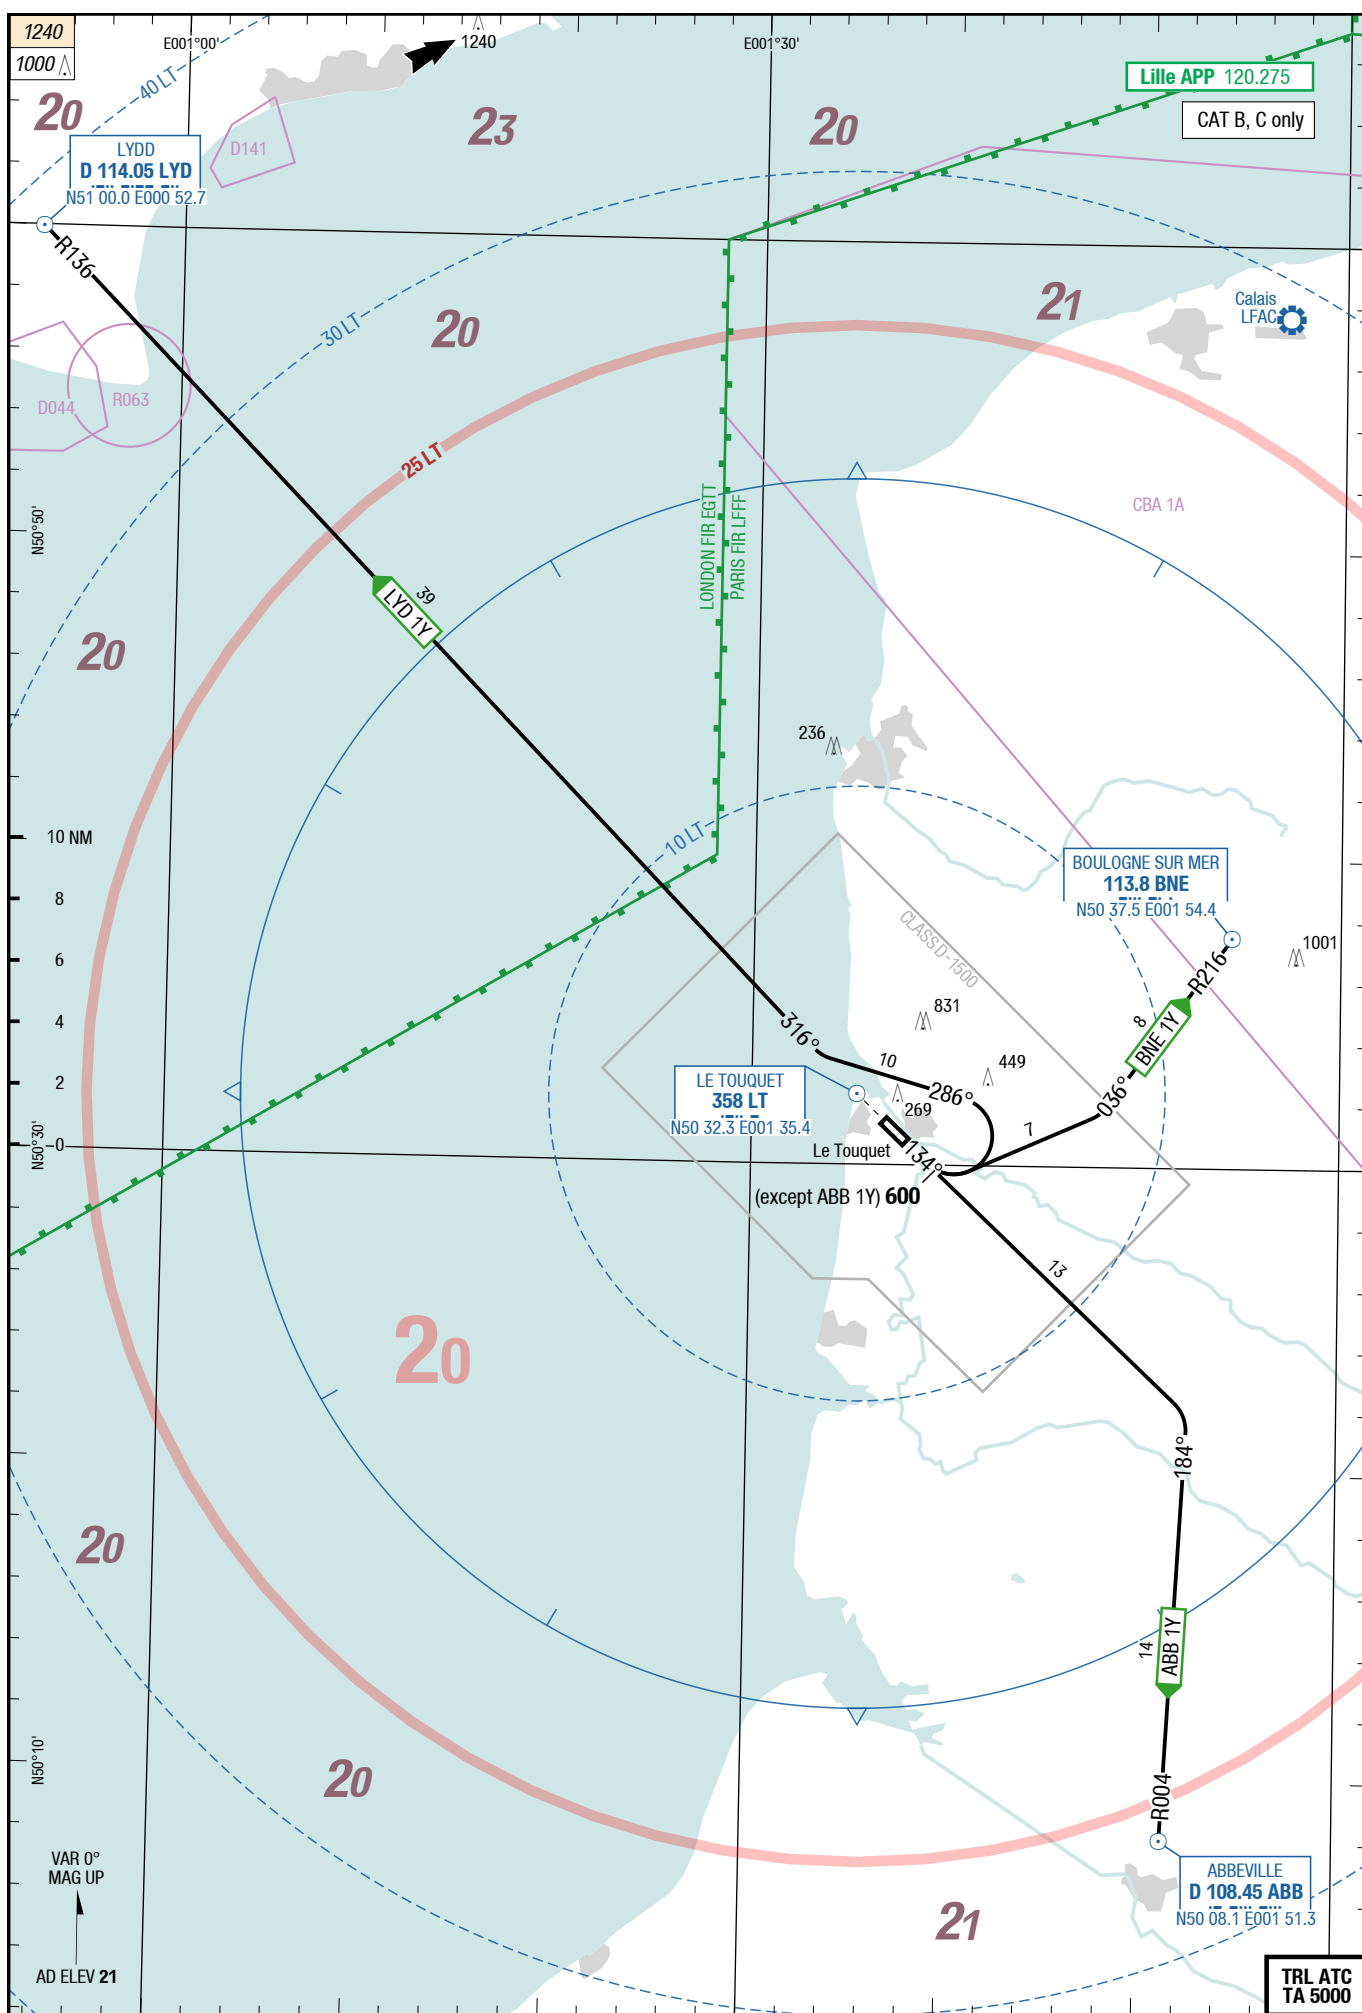 1240
1000
E001°00'
1240
E001°30'
Lille APP 120.275
CAT B, C only
40 LT
20
23
20
D141
LYDD
D 114.05 LYD
N51 00.0 E000 52.7
R136
30 LT
20
21
Calais
LFAC
D044
R063
25 LT
CBA 1A
N50°50'
LONDON FIR EGTT
PARIS FIR LFFF
39
LYD 1Y
20
236
10 LT
10 NM
8
6
4
2
0
N50°30'
BOULOGNE SUR MER
113.8 BNE
N50 37.5 E001 54.4
CLASS D-1500
1001
R216
831
8
BNE 1Y
316°
10
449
286°
036°
LE TOUQUET
358 LT
N50 32.3 E001 35.4
269
7
Le Touquet
134°
(except ABB 1Y) 600
13
20
184°
20
14
ABB 1Y
N50°10'
20
R004
VAR 0°
MAG UP
ABBEVILLE
D 108.45 ABB
N50 08.1 E001 51.3
21
AD ELEV 21
TRL ATC
TA 5000